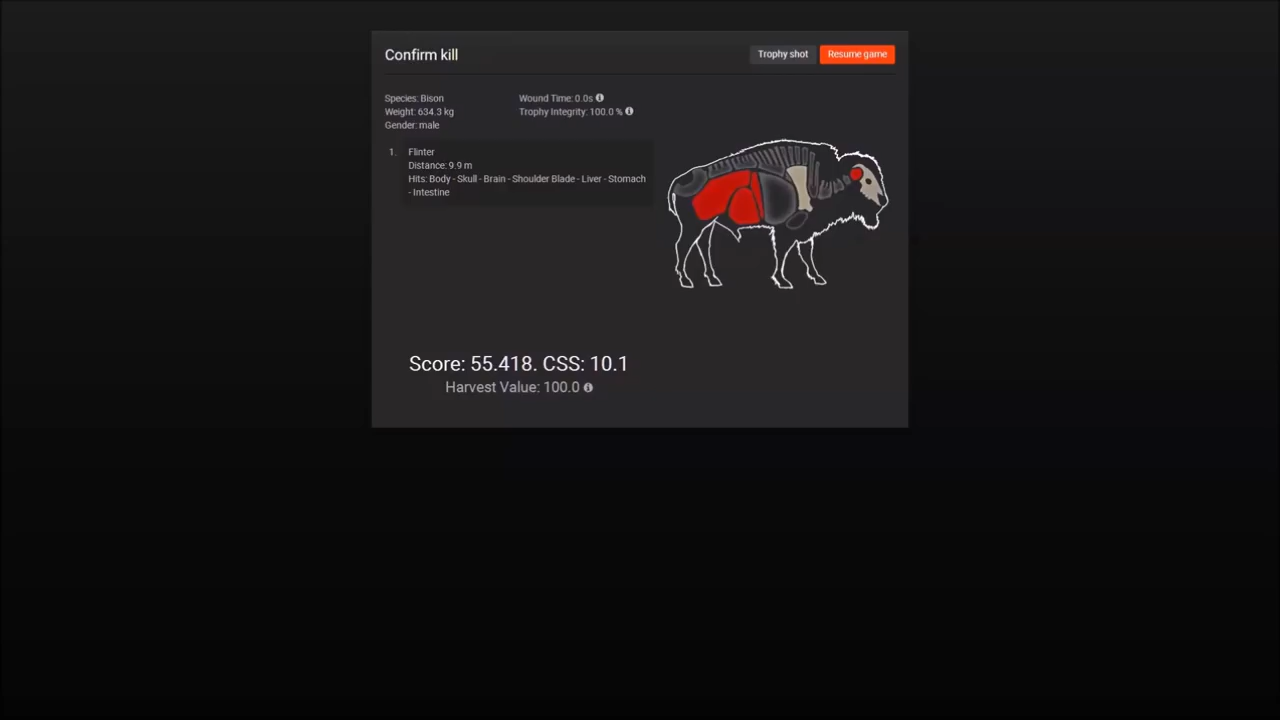 Confirm kill
Trophy shot
Resume game
Species: Bison
Weight: 634.3 kg
Gender: male
Wound Time: 0.0s
Trophy Integrity: 100.0 %
1.
Flinter
Distance: 9.9 m
Hits: Body - Skull - Brain - Shoulder Blade - Liver - Stomach
- Intestine
Score: 55.418. CSS: 10.1
Harvest Value: 100.0